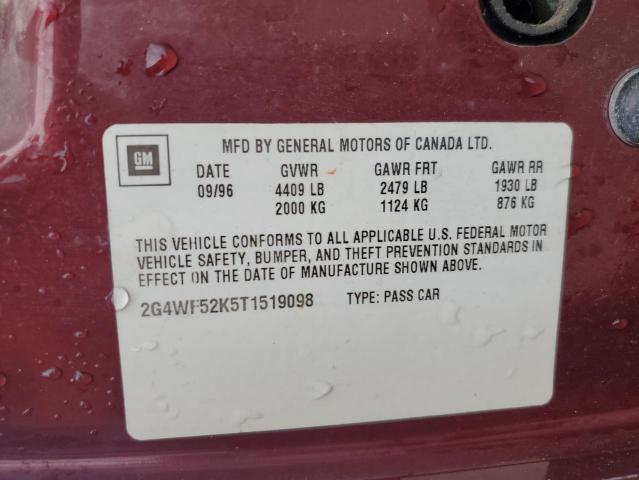 GM
MFD BY GENERAL MOTORS OF CANADA LTD.
DATE GVWR GAWR FRT GAWR RR
09/96 4409 LB 2479 LB 1930 LB
2000 KG 1124 KG 876 KG
THIS VEHICLE CONFORMS TO ALL APPLICABLE U.S. FEDERAL MOTOR
VEHICLE SAFETY, BUMPER, AND THEFT PREVENTION STANDARDS IN
EFFECT ON THE DATE OF MANUFACTURE SHOWN ABOVE.
2G4WF52K5T1519098 TYPE: PASS CAR